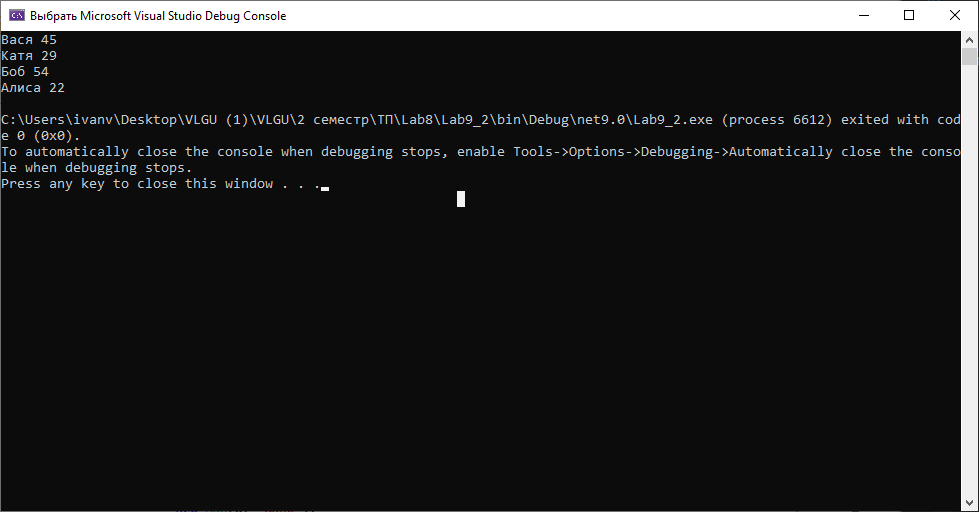 Выбрать Microsoft Visual Studio Debug Console
Вася 45
Катя 29
Боб 54
Алиса 22
C:\Users\ivanv\Desktop\VLGU (1)\VLGU\2 семестр\ТП\Lab8\Lab9_2\bin\Debug\net9.0\Lab9_2.exe (process 6612) exited with cod
e 0 (0x0).
To automatically close the console when debugging stops, enable Tools->Options->Debugging->Automatically close the conso
le when debugging stops.
Press any key to close this window . . .